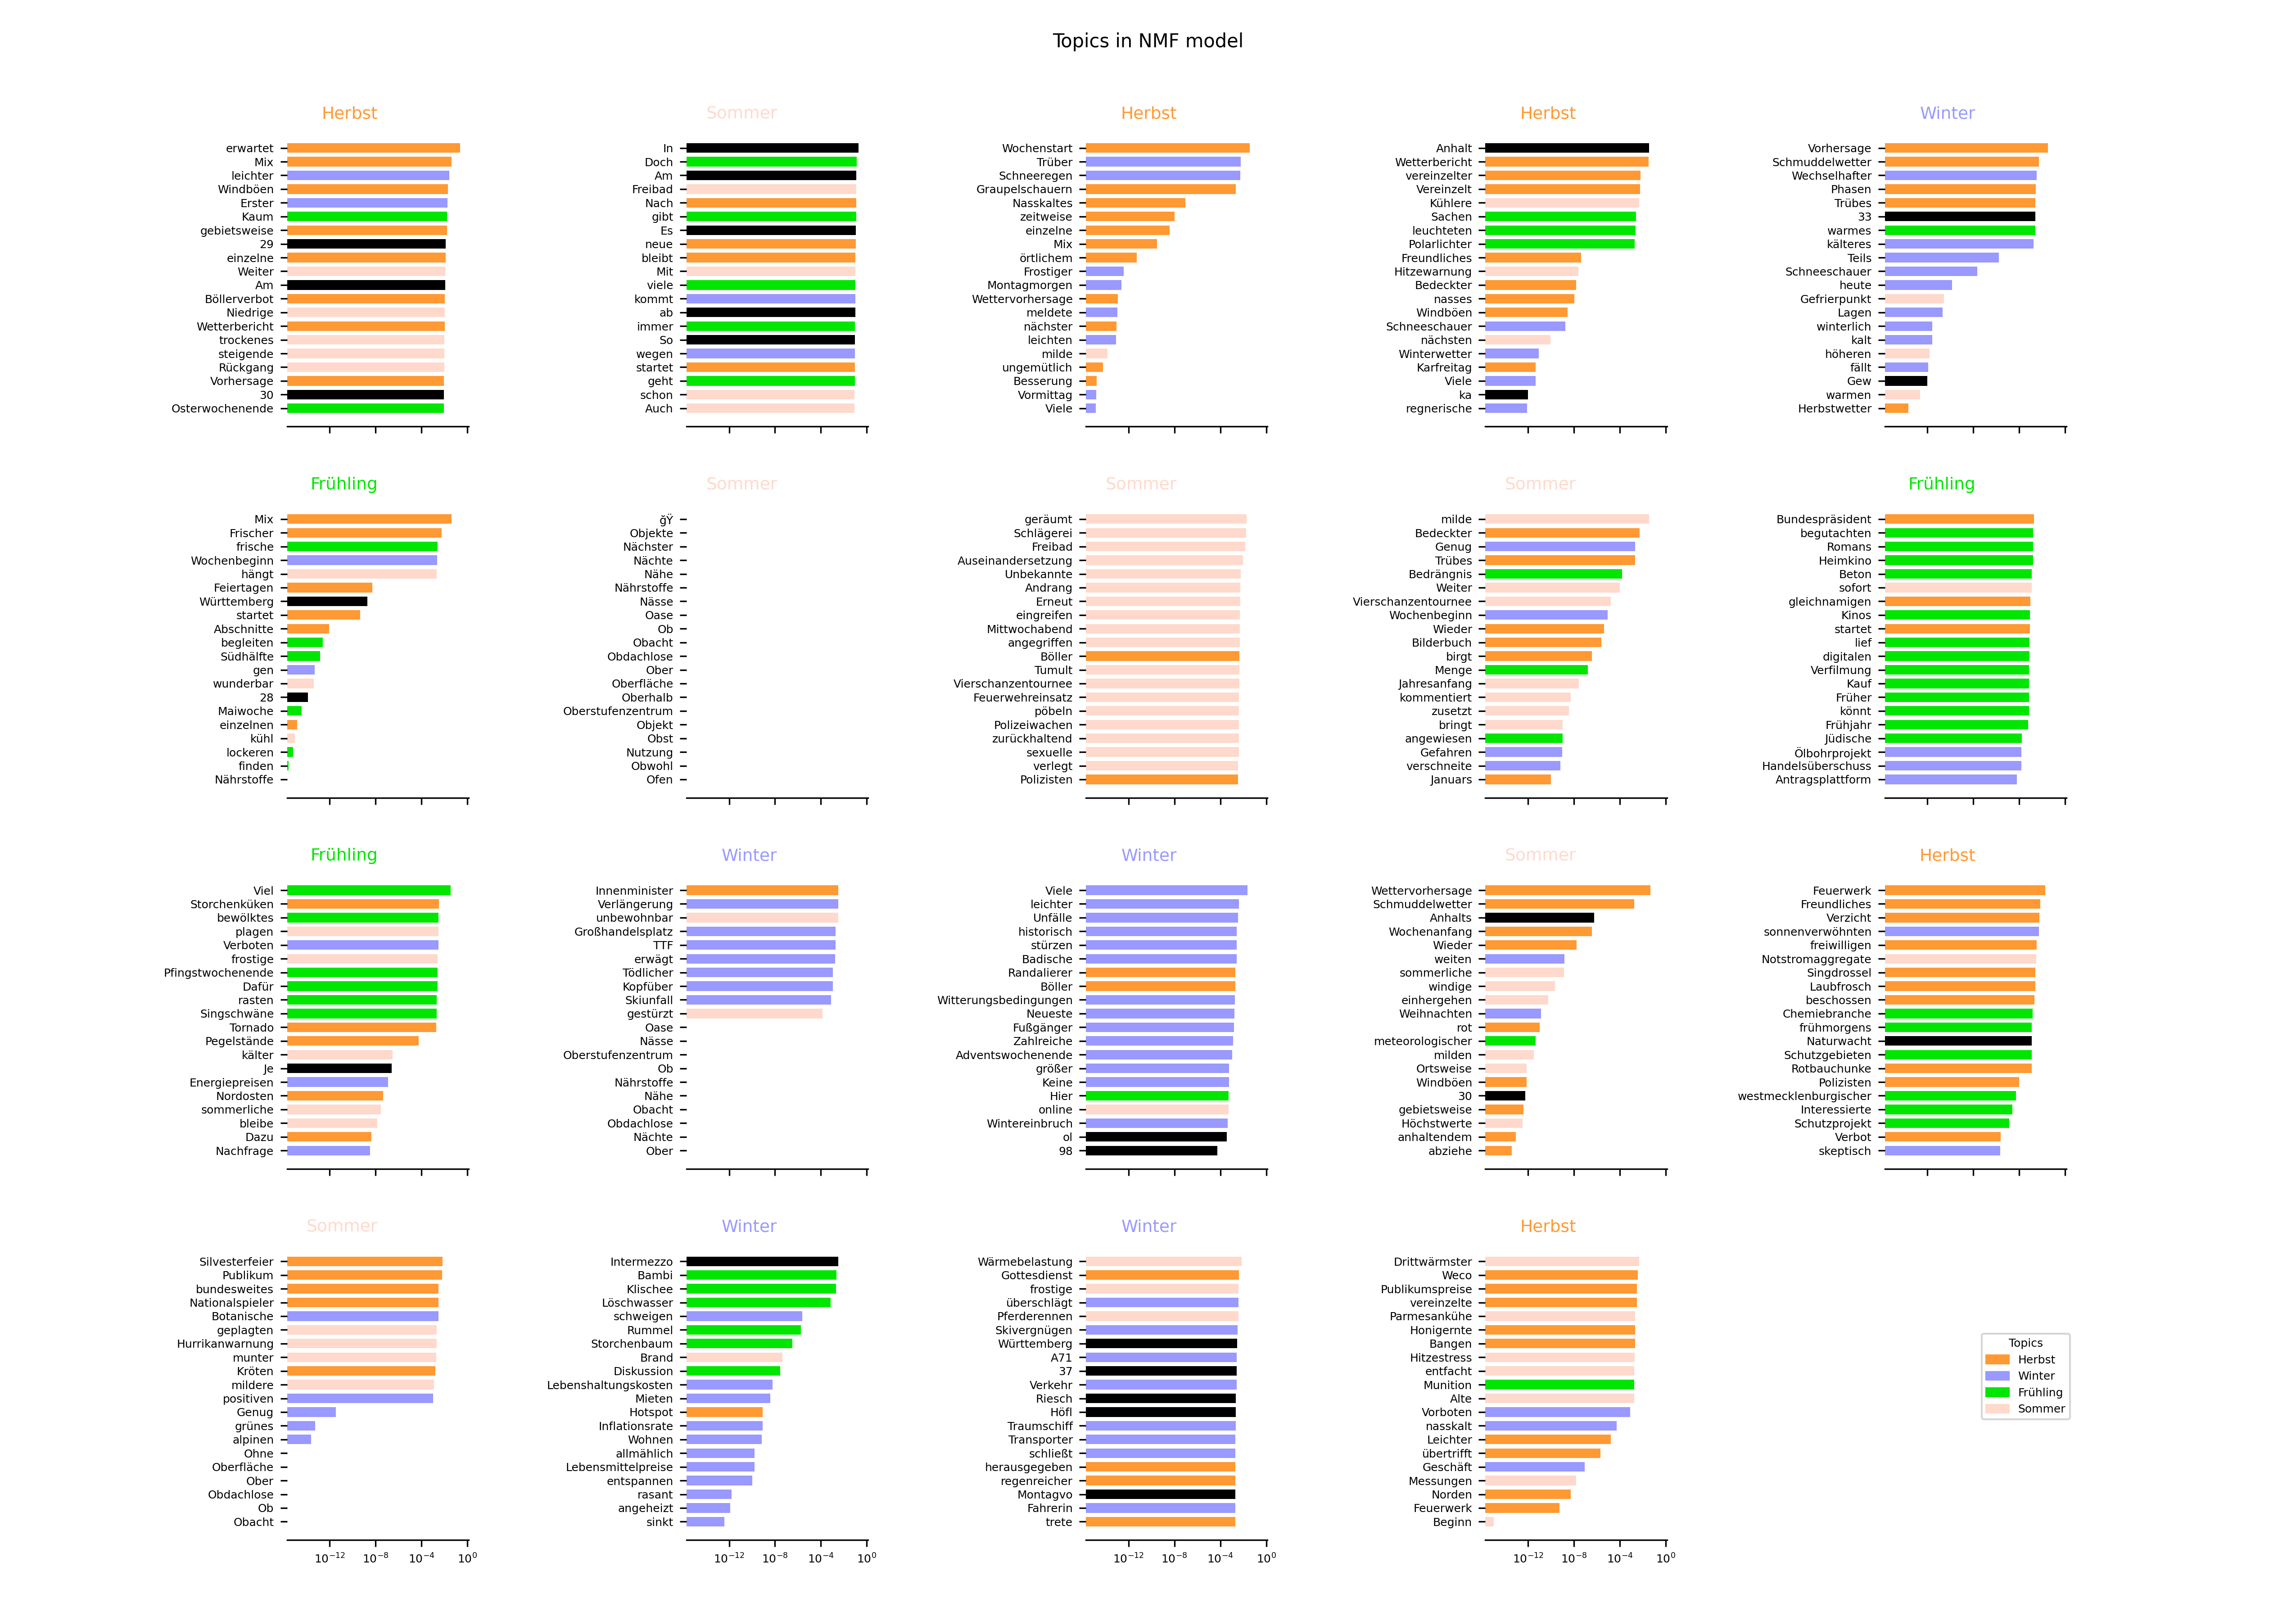 Topics in NMF model
Herbst
erwartet
Mix
leichter
Windböen
Erster
Kaum
gebietsweise
29
einzelne
Weiter
Am
Böllerverbot
Niedrige
Wetterbericht
trockenes
steigende
Rückgang
Vorhersage
30
Osterwochenende
Sommer
In
Doch
Am
Freibad
Nach
gibt
Es
neue
bleibt
Mit
viele
kommt
ab
immer
So
wegen
startet
geht
schon
Auch
Herbst
Wochenstart
Trüber
Schneeregen
Graupelschauern
Nasskaltes
zeitweise
einzelne
Mix
örtlichem
Frostiger
Montagmorgen
Wettervorhersage
meldete
nächster
leichten
milde
ungemütlich
Besserung
Vormittag
Viele
Herbst
Anhalt
Wetterbericht
vereinzelter
Vereinzelt
Kühlere
Sachen
leuchteten
Polarlichter
Freundliches
Hitzewarnung
Bedeckter
nasses
Windböen
Schneeschauer
nächsten
Winterwetter
Karfreitag
Viele
ka
regnerische
Winter
Vorhersage
Schmuddelwetter
Wechselhafter
Phasen
Trübes
33
warmes
kälteres
Teils
Schneeschauer
heute
Gefrierpunkt
Lagen
winterlich
kalt
höheren
fällt
Gew
warmen
Herbstwetter
Frühling
Mix
Frischer
frische
Wochenbeginn
hängt
Feiertagen
Württemberg
startet
Abschnitte
begleiten
Südhälfte
gen
wunderbar
28
Maiwoche
einzelnen
kühl
lockeren
finden
Nährstoffe
Sommer
ğŸ
Objekte
Nächster
Nächte
Nähe
Nährstoffe
Nässe
Oase
Ob
Obacht
Obdachlose
Ober
Oberfläche
Oberhalb
Oberstufenzentrum
Objekt
Obst
Nutzung
Obwohl
Ofen
Sommer
geräumt
Schlägerei
Freibad
Auseinandersetzung
Unbekannte
Andrang
Erneut
eingreifen
Mittwochabend
angegriffen
Böller
Tumult
Vierschanzentournee
Feuerwehreinsatz
pöbeln
Polizeiwachen
zurückhaltend
sexuelle
verlegt
Polizisten
Sommer
milde
Bedeckter
Genug
Trübes
Bedrängnis
Weiter
Vierschanzentournee
Wochenbeginn
Wieder
Bilderbuch
birgt
Menge
Jahresanfang
kommentiert
zusetzt
bringt
angewiesen
Gefahren
verschneite
Januars
Frühling
Bundespräsident
begutachten
Romans
Heimkino
Beton
sofort
gleichnamigen
Kinos
startet
lief
digitalen
Verfilmung
Kauf
Früher
könnt
Frühjahr
Jüdische
Ölbohrprojekt
Handelsüberschuss
Antragsplattform
Frühling
Viel
Storchenküken
bewölktes
plagen
Verboten
frostige
Pfingstwochenende
Dafür
rasten
Singschwäne
Tornado
Pegelstände
kälter
Je
Energiepreisen
Nordosten
sommerliche
bleibe
Dazu
Nachfrage
Winter
Innenminister
Verlängerung
unbewohnbar
Großhandelsplatz
TTF
erwägt
Tödlicher
Kopfüber
Skiunfall
gestürzt
Oase
Nässe
Oberstufenzentrum
Ob
Nährstoffe
Nähe
Obacht
Obdachlose
Nächte
Ober
Winter
Viele
leichter
Unfälle
historisch
stürzen
Badische
Randalierer
Böller
Witterungsbedingungen
Neueste
Fußgänger
Zahlreiche
Adventswochenende
größer
Keine
Hier
online
Wintereinbruch
ol
98
Sommer
Wettervorhersage
Schmuddelwetter
Anhalts
Wochenanfang
Wieder
weiten
sommerliche
windige
einhergehen
Weihnachten
rot
meteorologischer
milden
Ortsweise
Windböen
30
gebietsweise
Höchstwerte
anhaltendem
abziehe
Herbst
Feuerwerk
Freundliches
Verzicht
sonnenverwöhnten
freiwilligen
Notstromaggregate
Singdrossel
Laubfrosch
beschossen
Chemiebranche
frühmorgens
Naturwacht
Schutzgebieten
Rotbauchunke
Polizisten
westmecklenburgischer
Interessierte
Schutzprojekt
Verbot
skeptisch
Sommer
Silvesterfeier
Publikum
bundesweites
Nationalspieler
Botanische
geplagten
Hurrikanwarnung
munter
Kröten
mildere
positiven
Genug
grünes
alpinen
Ohne
Oberfläche
Ober
Obdachlose
Ob
Obacht
10⁻¹² 10⁻⁸ 10⁻⁴ 10⁰
Winter
Intermezzo
Bambi
Klischee
Löschwasser
schweigen
Rummel
Storchenbaum
Brand
Diskussion
Lebenshaltungskosten
Mieten
Hotspot
Inflationsrate
Wohnen
allmählich
Lebensmittelpreise
entspannen
rasant
angeheizt
sinkt
10⁻¹² 10⁻⁸ 10⁻⁴ 10⁰
Winter
Wärmebelastung
Gottesdienst
frostige
überschlägt
Pferderennen
Skivergnügen
Württemberg
A71
37
Verkehr
Riesch
Höfl
Traumschiff
Transporter
schließt
herausgegeben
regenreicher
Montagvo
Fahrerin
trete
10⁻¹² 10⁻⁸ 10⁻⁴ 10⁰
Herbst
Drittwärmster
Weco
Publikumspreise
vereinzelte
Parmesankühe
Honigernte
Bangen
Hitzestress
entfacht
Munition
Alte
Vorboten
nasskalt
Leichter
übertrifft
Geschäft
Messungen
Norden
Feuerwerk
Beginn
10⁻¹² 10⁻⁸ 10⁻⁴ 10⁰
Topics
Herbst
Winter
Frühling
Sommer